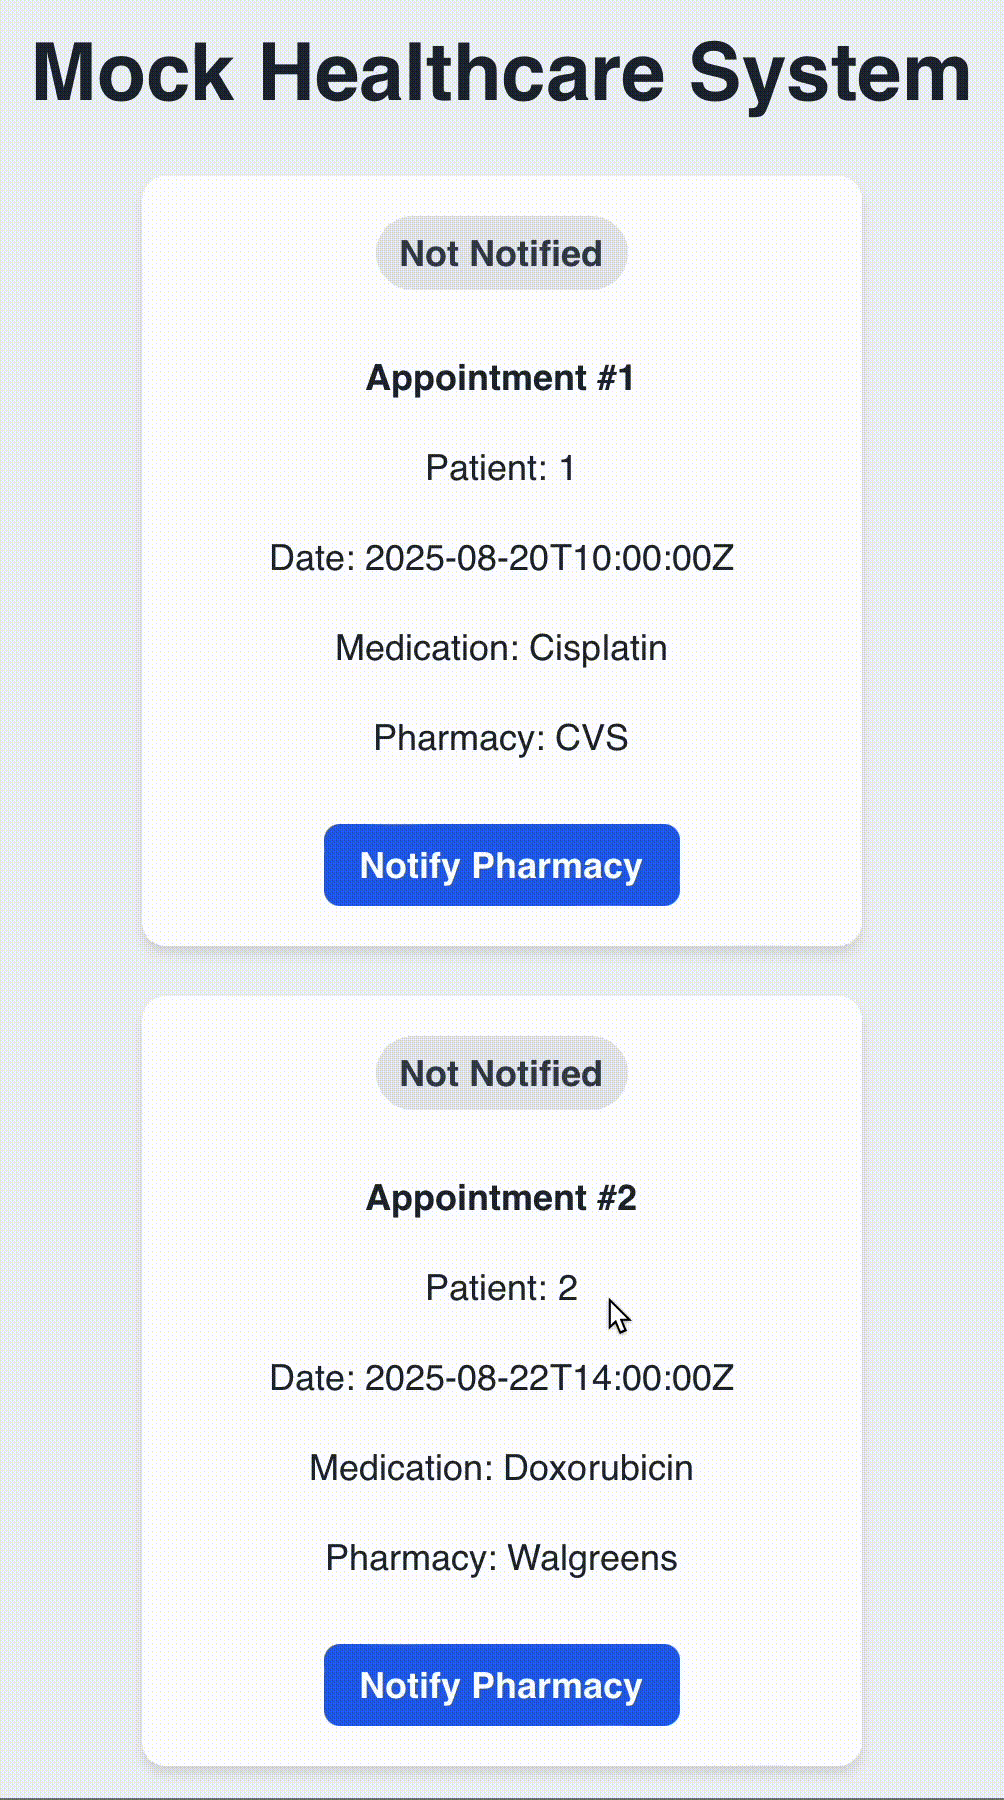 Mock Healthcare System
Not Notified
Appointment #1
Patient: 1
Date: 2025-08-20T10:00:00Z
Medication: Cisplatin
Pharmacy: CVS
Notify Pharmacy
Not Notified
Appointment #2
Patient: 2
Date: 2025-08-22T14:00:00Z
Medication: Doxorubicin
Pharmacy: Walgreens
Notify Pharmacy